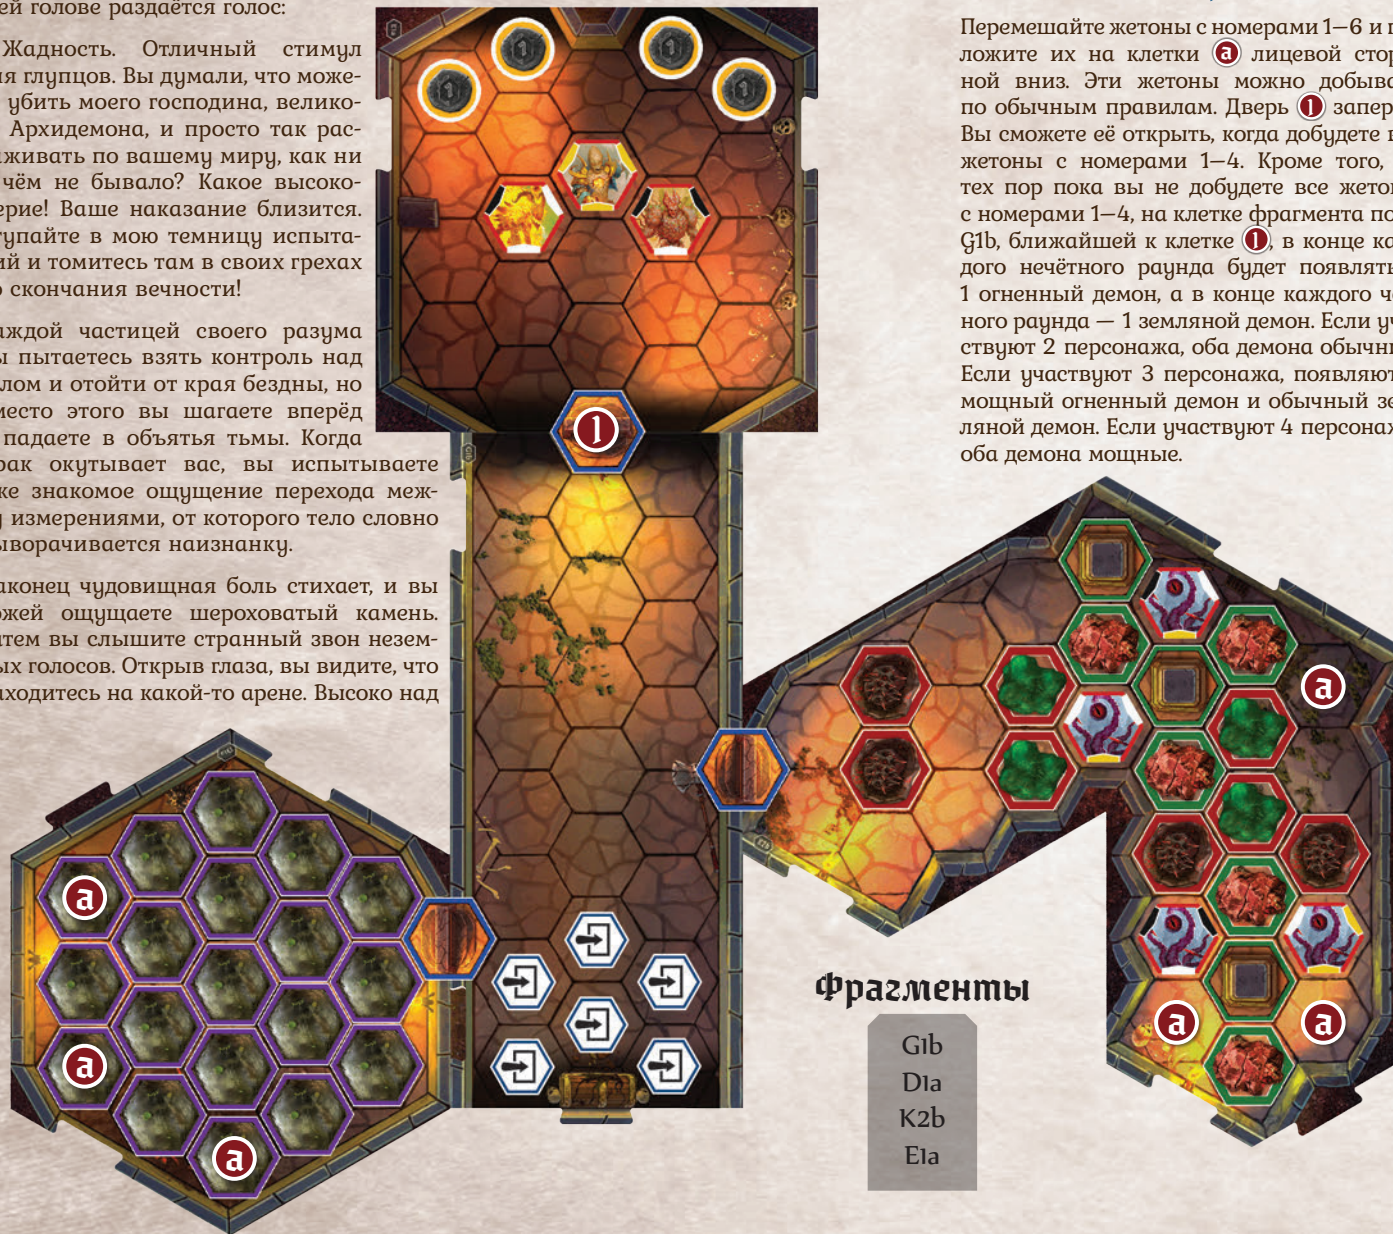 ей голове раздаётся голос:
Жадность. Отличный стимул
глупцов. Вы думали, что може-
убить моего господина, велико-
Архидемона, и просто так рас-
живать по вашему миру, как ни
чём не бывало? Какое высоко-
ерие! Ваше наказание близится.
тупайте в мою темницу испыта-
ий и томитесь там в своих грехах
скончания вечности!
аждой частицей своего разума
ы пытаетесь взять контроль над
лом и отойти от края бездны, но
место этого вы шагаете вперёд
падаете в объятья тьмы. Когда
рак окутывает вас, вы испытываете
же знакомое ощущение перехода меж-
у измерениями, от которого тело словно
ыворачивается наизнанку.
аконец чудовищная боль стихает, и вы
ожей ощущаете шероховатый камень.
атем вы слышите странный звон незем-
ых голосов. Открыв глаза, вы видите, что
аходитесь на какой-то арене. Высоко над
Перемешайте жетоны с номерами 1–6 и
ложите их на клетки a лицевой стор
ной вниз. Эти жетоны можно добыва
по обычным правилам. Дверь 1 запер
Вы сможете её открыть, когда добудете
жетоны с номерами 1–4. Кроме того,
тех пор пока вы не добудете все жето
с номерами 1–4, на клетке фрагмента по
G1b, ближайшей к клетке 1, в конце ка
дого нечётного раунда будет появлять
1 огненный демон, а в конце каждого ч
ного раунда — 1 земляной демон. Если уч
ствуют 2 персонажа, оба демона обычн
Если участвуют 3 персонажа, появляют
мощный огненный демон и обычный зе
ляной демон. Если участвуют 4 персонаж
оба демона мощные.
1
1
1
1
1
a
a
a
a
a
a
Фрагменты
G1b
D1a
K2b
E1a